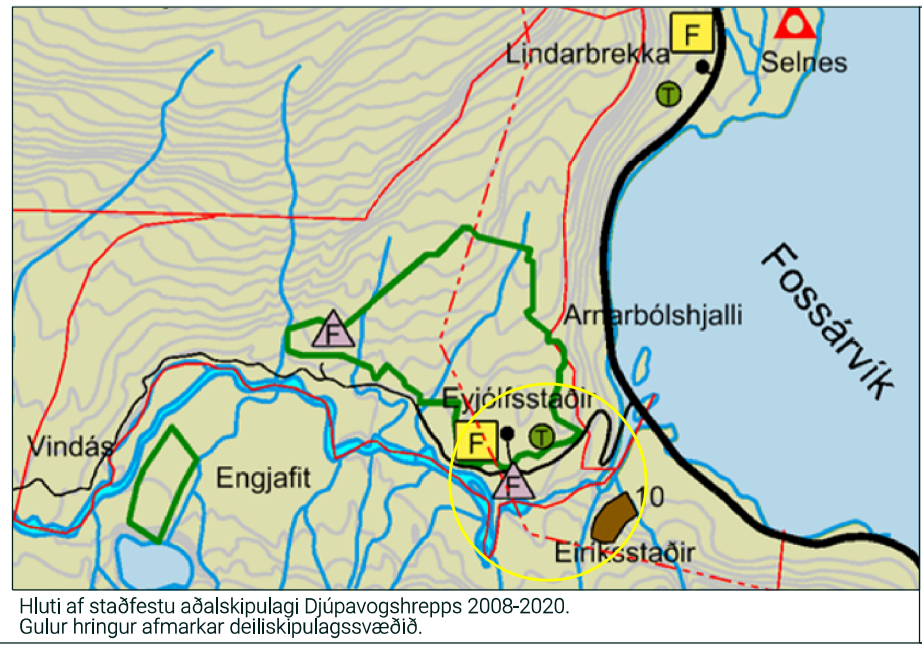 F
Lindarbrekka
Selnes
T
Fossárvík
Arnarbólshjalli
F
Eyjólfsstaðir
F
T
Vindás
Engjafit
F
10
Eiríksstaðir
Hluti af staðfestu aðalskipulagi Djúpavogshrepps 2008-2020.
Gulur hringur afmarkar deiliskipulagssvæðið.